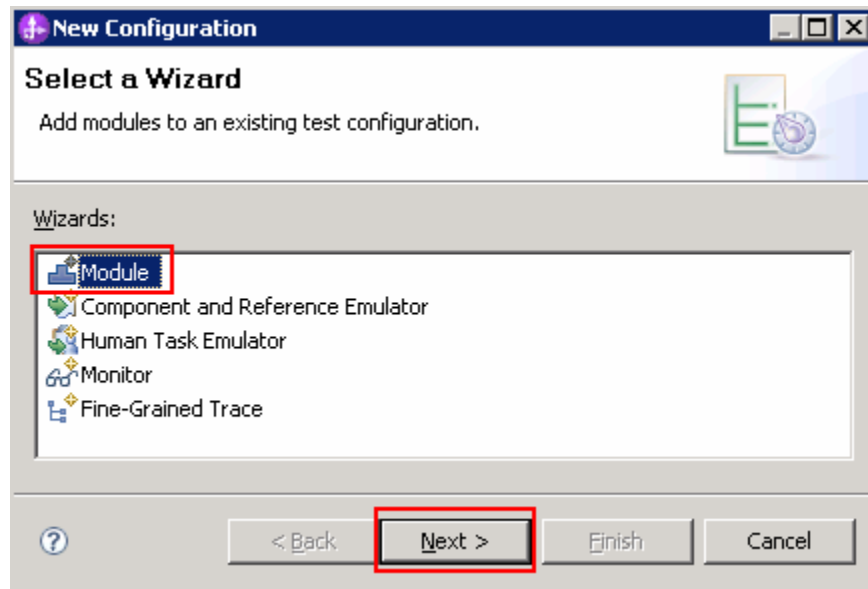 New Configuration
Select a Wizard
Add modules to an existing test configuration.
Wizards:
Module
Component and Reference Emulator
Human Task Emulator
Monitor
Fine-Grained Trace
? < Back Next > Finish Cancel